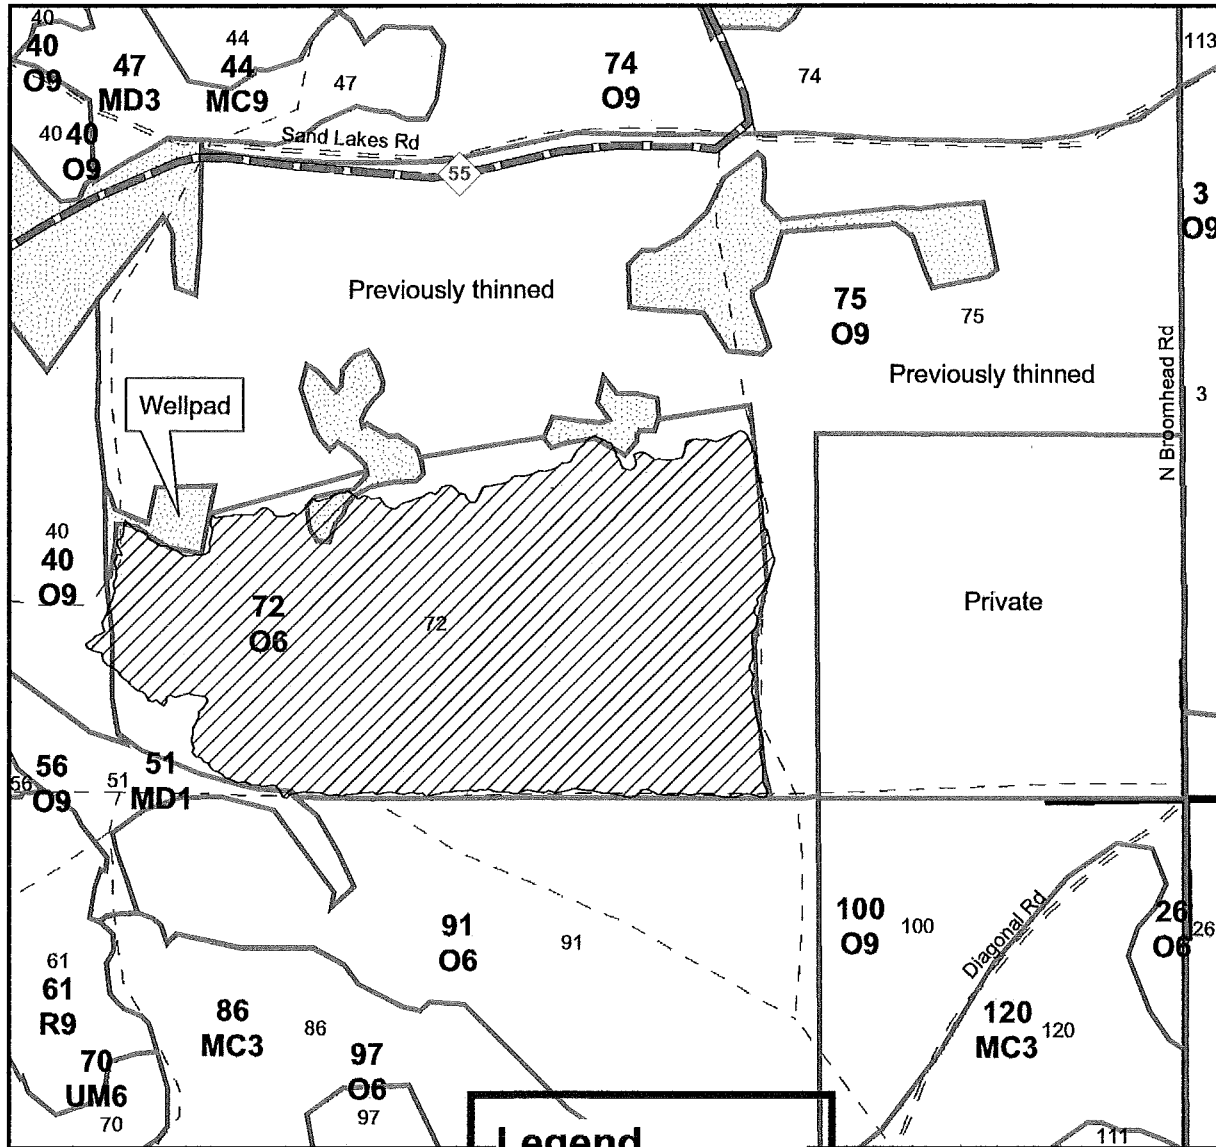 40
40
O9
47
MD3
44
44
MC9
47
74
O9
74
113
40
40
O9
Sand Lakes Rd
55
3
O9
Previously thinned
75
O9
75
Previously thinned
N Broomhead Rd
3
Wellpad
40
40
O9
72
O6
72
Private
56
56
O9
51
51
MD1
91
O6
91
100
O9
100
Diagonal Rd
26
O6
26
61
61
R9
86
MC3
86
120
MC3
120
70
UM6
70
97
O6
97
Legend
111